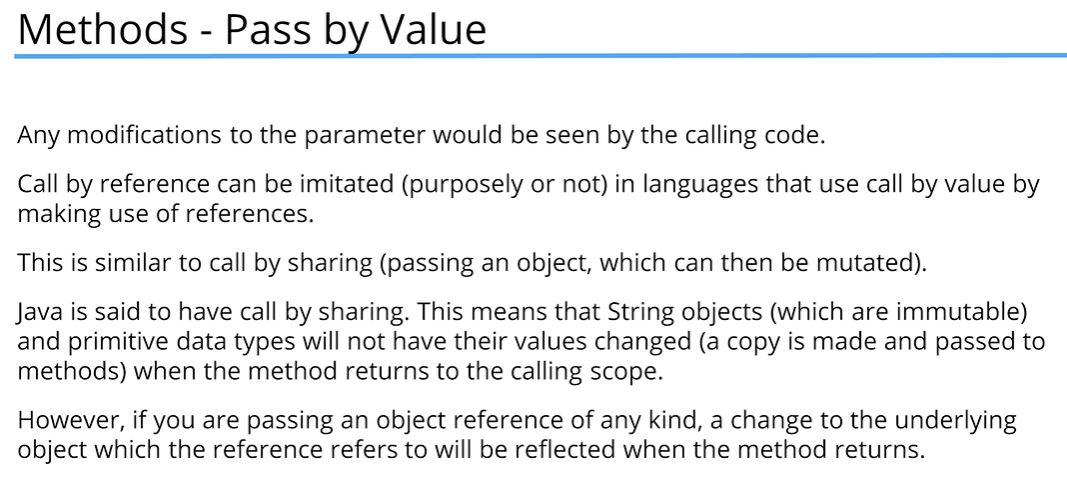 Methods - Pass by Value
Any modifications to the parameter would be seen by the calling code.
Call by reference can be imitated (purposely or not) in languages that use call by value by
making use of references.
This is similar to call by sharing (passing an object, which can then be mutated).
Java is said to have call by sharing. This means that String objects (which are immutable)
and primitive data types will not have their values changed (a copy is made and passed to
methods) when the method returns to the calling scope.
However, if you are passing an object reference of any kind, a change to the underlying
object which the reference refers to will be reflected when the method returns.